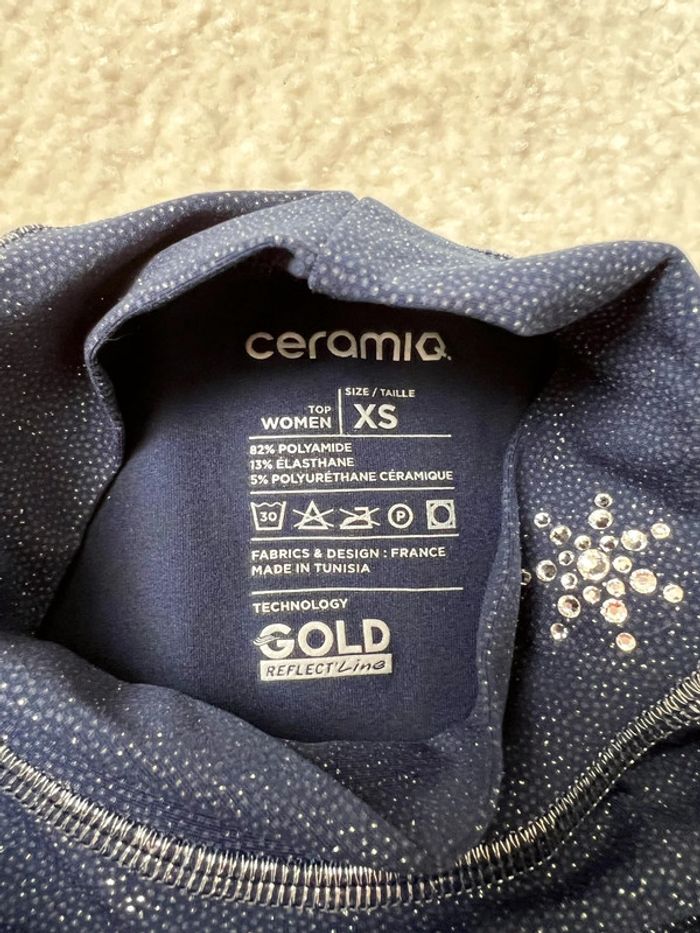 ceramiQ
SIZE / TAILLE
TOP
WOMEN
XS
82% POLYAMIDE
13% ÉLASTHANE
5% POLYURÉTHANE CÉRAMIQUE
30
P
FABRICS & DESIGN : FRANCE
MADE IN TUNISIA
TECHNOLOGY
GOLD
REFLECT'Line